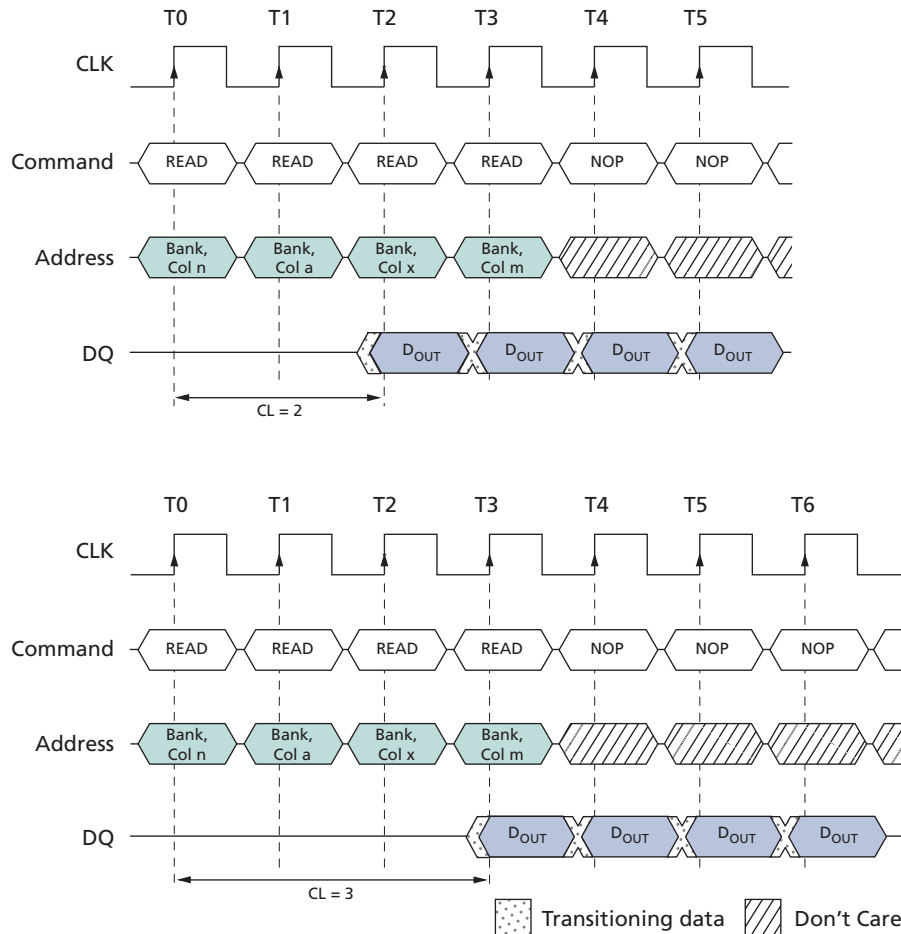 T0 T1 T2 T3 T4 T5
CLK
Command READ READ READ READ NOP NOP
Address Bank, Col n Bank, Col a Bank, Col x Bank, Col m
DQ DOUT DOUT DOUT DOUT
CL = 2
T0 T1 T2 T3 T4 T5 T6
CLK
Command READ READ READ READ NOP NOP NOP
Address Bank, Col n Bank, Col a Bank, Col x Bank, Col m
DQ DOUT DOUT DOUT DOUT
CL = 3
Transitioning data Don't Care